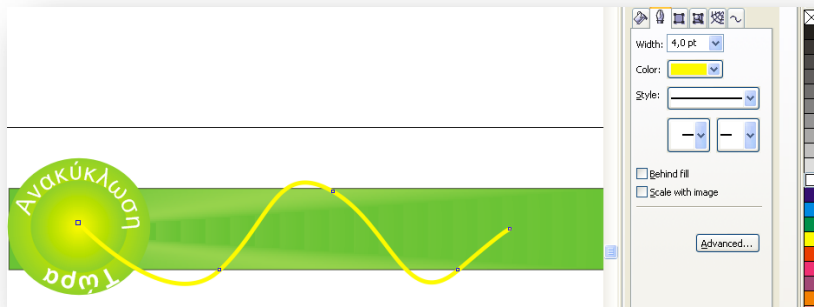 Ανακύκλωση
Τώρα
Width: 4,0 pt
Color:
Style:
Behind fill
Scale with image
Advanced...